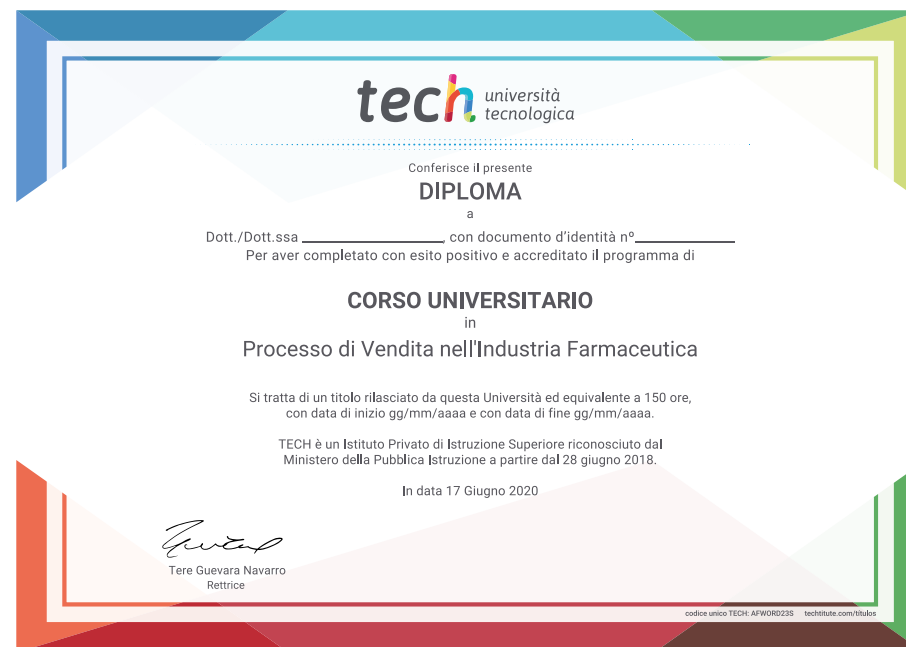 tech università
tecnologica
Conferisce il presente
DIPLOMA
a
Dott./Dott.ssa ____________, con documento d'identità nº____________
Per aver completato con esito positivo e accreditato il programma di
CORSO UNIVERSITARIO
in
Processo di Vendita nell'Industria Farmaceutica
Si tratta di un titolo rilasciato da questa Università ed equivalente a 150 ore,
con data di inizio gg/mm/aaaa e con data di fine gg/mm/aaaa.
TECH è un Istituto Privato di Istruzione Superiore riconosciuto dal
Ministero della Pubblica Istruzione a partire dal 28 giugno 2018.
In data 17 Giugno 2020
Tere Guevara Navarro
Rettrice
codice unico TECH: AFWORD23S techtitute.com/titulos